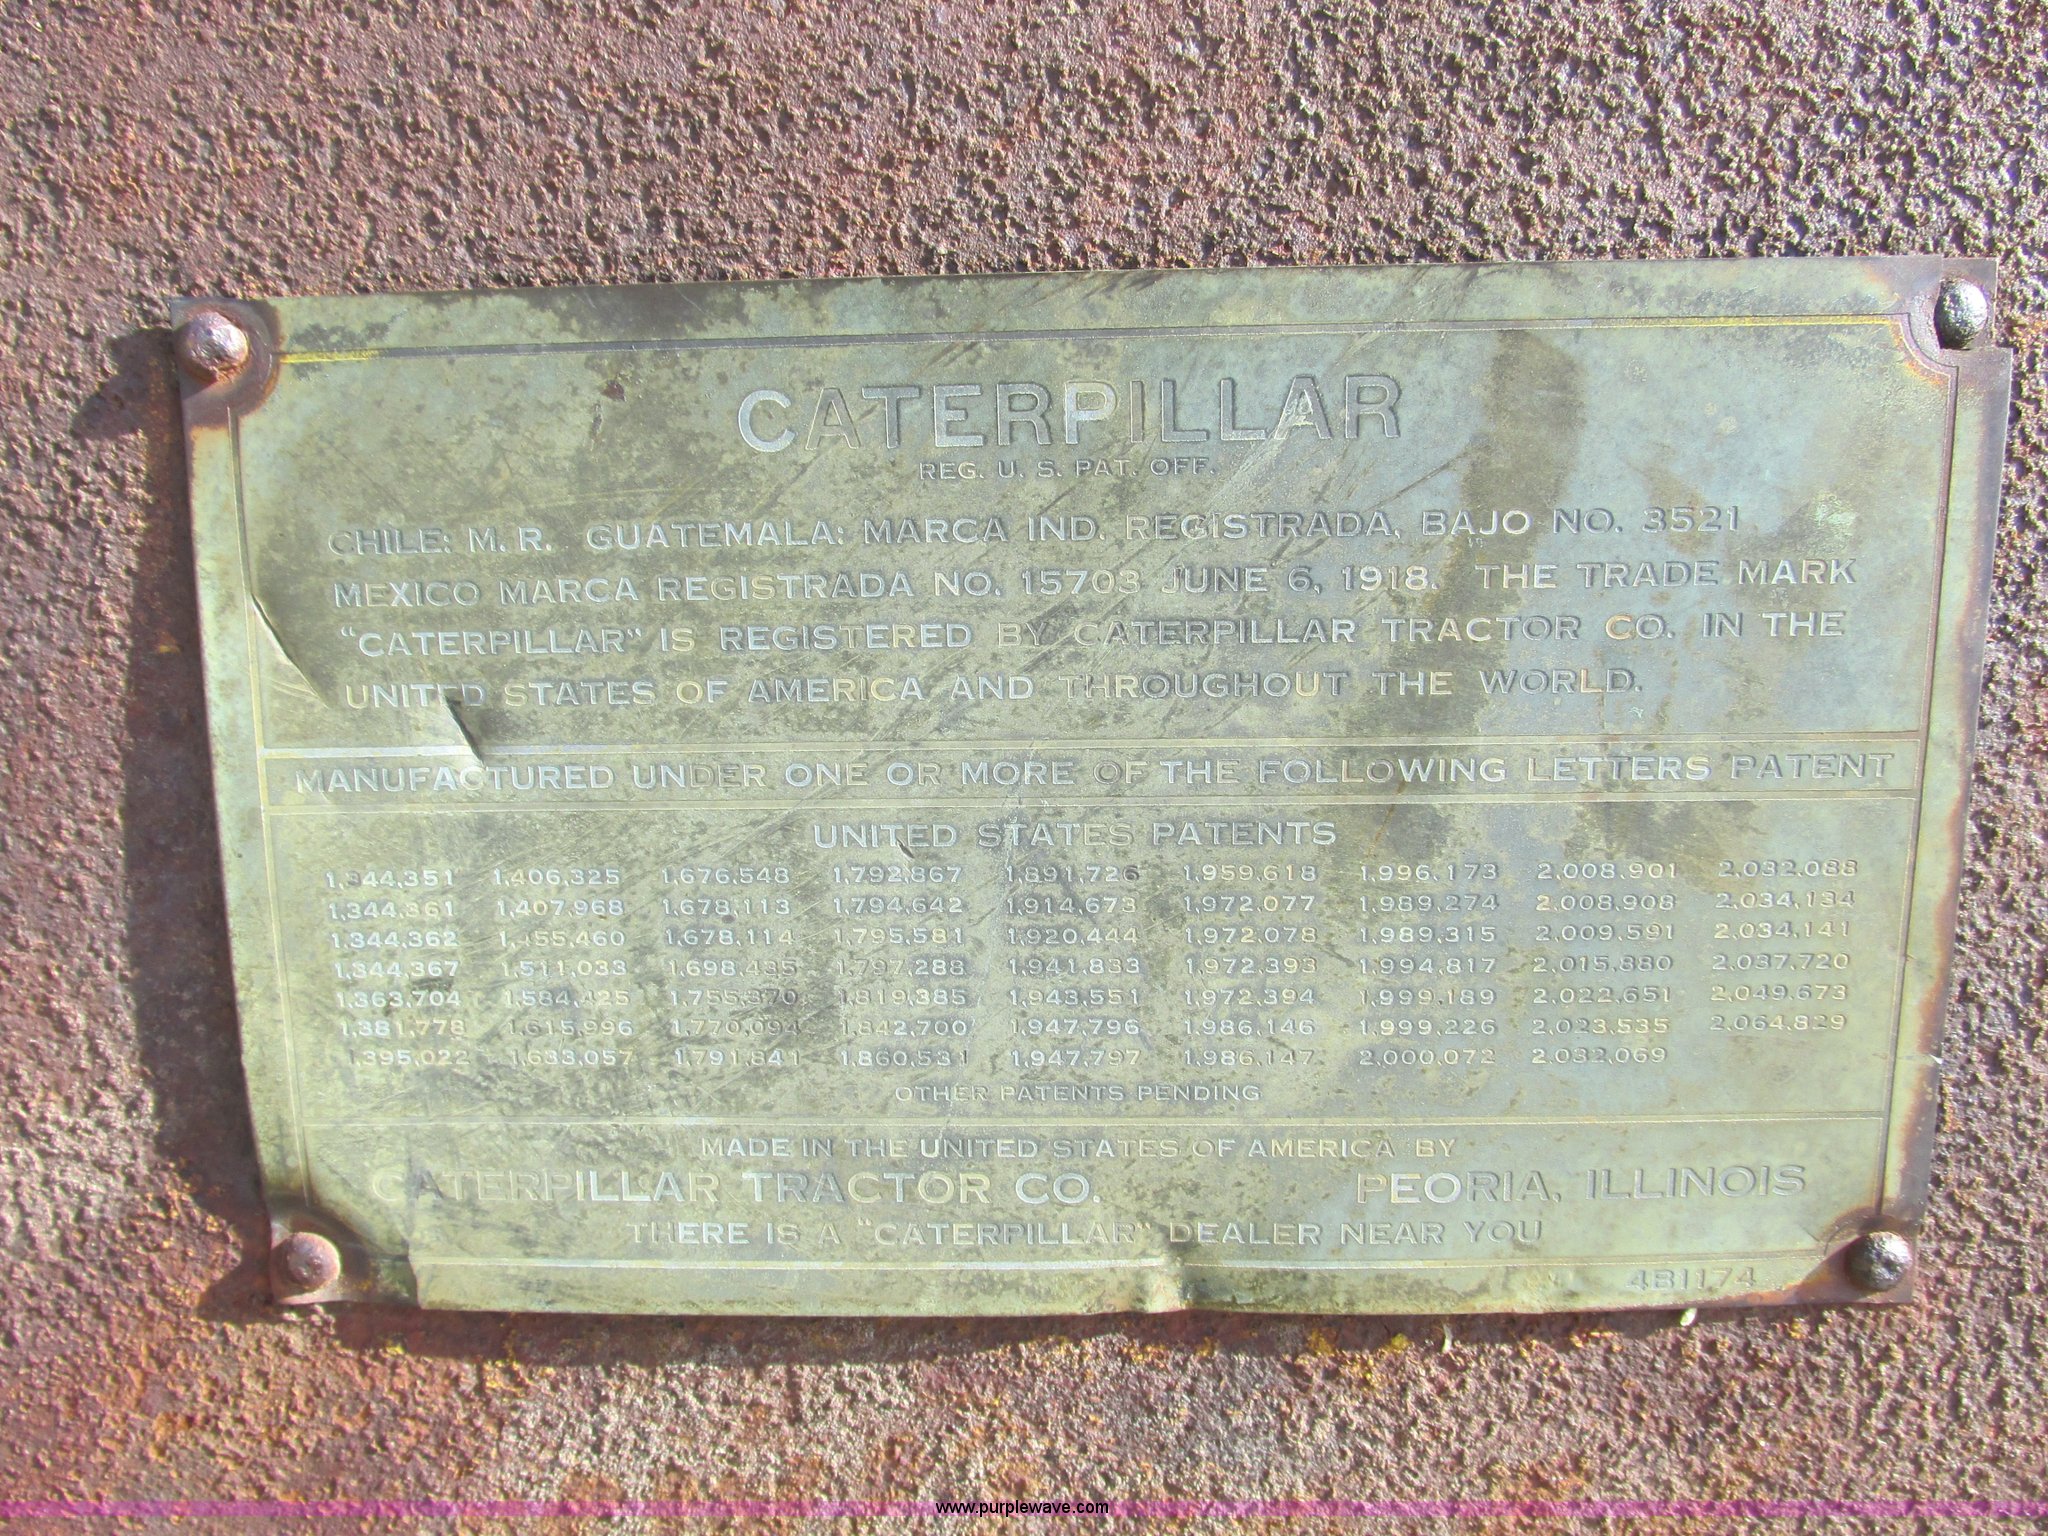 CATERPILLAR
REG. U. S. PAT. OFF.
CHILE: M. R. GUATEMALA: MARCA IND. REGISTRADA, BAJO NO. 3521
MEXICO MARCA REGISTRADA NO. 15703 JUNE 6, 1918. THE TRADE MARK
"CATERPILLAR" IS REGISTERED BY CATERPILLAR TRACTOR CO. IN THE
UNITED STATES OF AMERICA AND THROUGHOUT THE WORLD.
MANUFACTURED UNDER ONE OR MORE OF THE FOLLOWING LETTERS PATENT
UNITED STATES PATENTS
1,344,351 1,406,325 1,676,548 1,792,867 1,891,726 1,959,618 1,996,173 2,008,901 2,032,088
1,344,361 1,407,968 1,678,113 1,794,642 1,914,673 1,972,077 1,989,274 2,008,908 2,034,134
1,344,362 1,455,460 1,678,114 1,795,581 1,920,444 1,972,078 1,989,315 2,009,591 2,034,141
1,344,367 1,511,033 1,698,435 1,797,288 1,941,833 1,972,393 1,994,817 2,015,880 2,037,720
1,363,704 1,584,425 1,755,370 1,819,385 1,943,551 1,972,394 1,999,189 2,022,651 2,049,673
1,381,778 1,615,996 1,770,094 1,842,700 1,947,796 1,986,146 1,999,226 2,023,535 2,064,829
1,395,022 1,633,057 1,791,841 1,860,531 1,947,797 1,986,147 2,000,072 2,032,069
OTHER PATENTS PENDING
MADE IN THE UNITED STATES OF AMERICA BY
CATERPILLAR TRACTOR CO. PEORIA, ILLINOIS
THERE IS A "CATERPILLAR" DEALER NEAR YOU
4B1174
www.purplewave.com